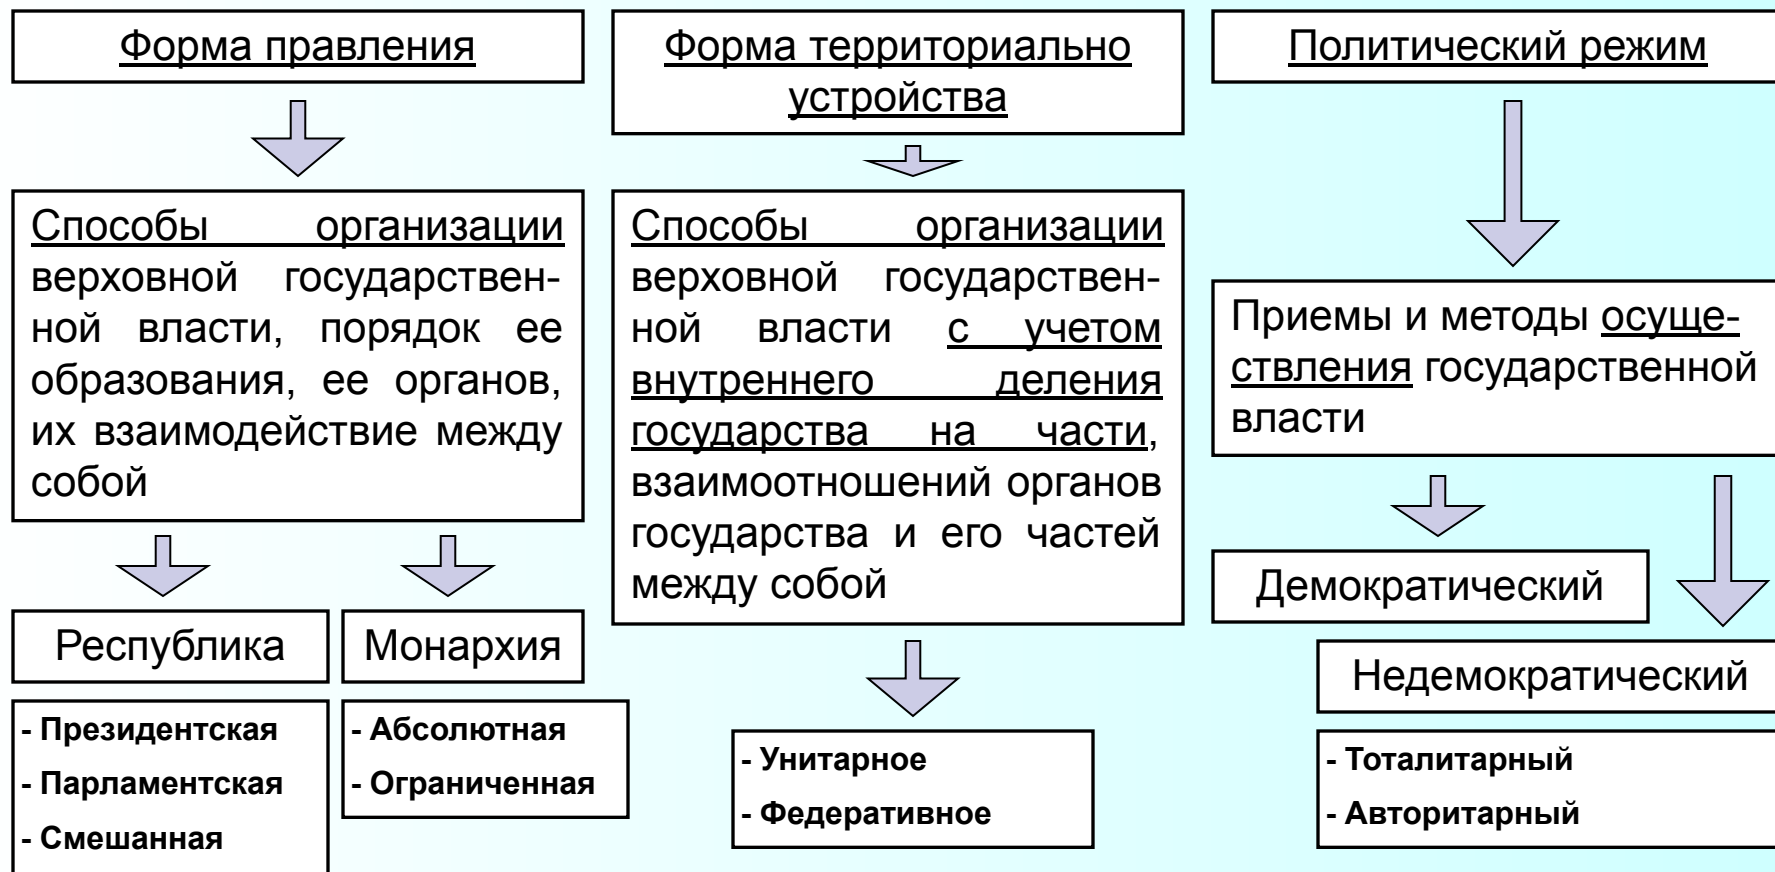 Форма правления
Способы организации
верховной государствен-
ной власти, порядок ее
образования, ее органов,
их взаимодействие между
собой
Республика
- Президентская
- Парламентская
- Смешанная
Монархия
- Абсолютная
- Ограниченная
Форма территориально
устройства
Способы организации
верховной государствен-
ной власти с учетом
внутреннего деления
государства на части,
взаимоотношений органов
государства и его частей
между собой
- Унитарное
- Федеративное
Политический режим
Приемы и методы осуще-
ствления государственной
власти
Демократический
Недемократический
- Тоталитарный
- Авторитарный